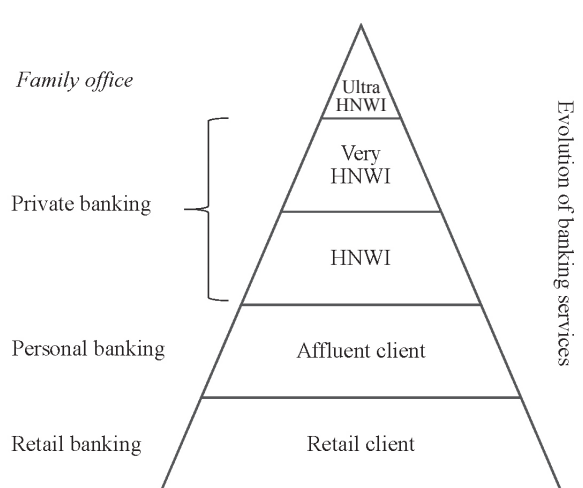 Family office
Ultra
HNWI
Very
HNWI
Private banking
HNWI
Personal banking
Affluent client
Retail banking
Retail client
Evolution of banking services